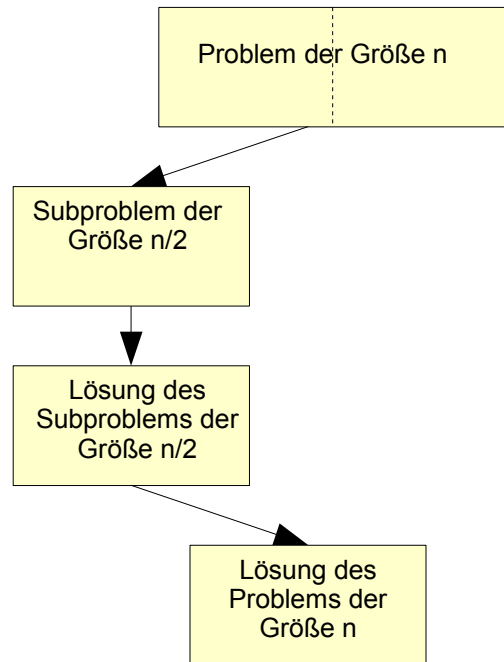 Problem der Größe n
Subproblem der
Größe n/2
Lösung des
Subproblems der
Größe n/2
Lösung des
Problems der
Größe n